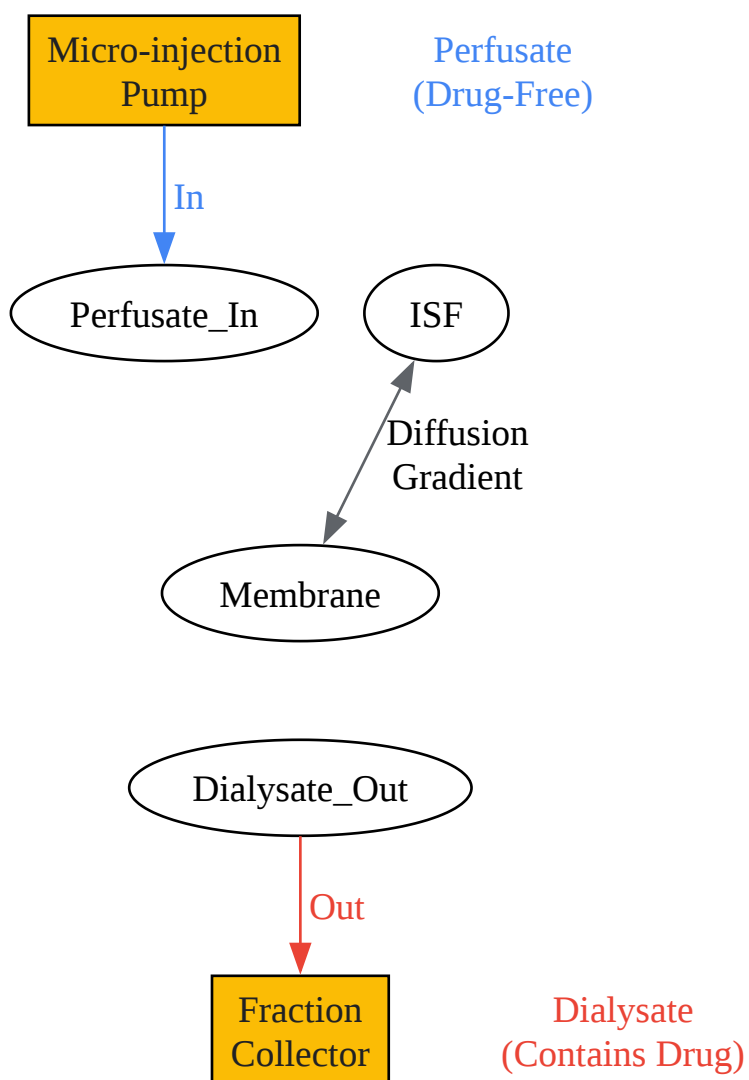 Micro-injection
Pump
Perfusate
(Drug-Free)
In
Perfusate_In
ISF
Diffusion
Gradient
Membrane
Dialysate_Out
Out
Fraction
Collector
Dialysate
(Contains Drug)